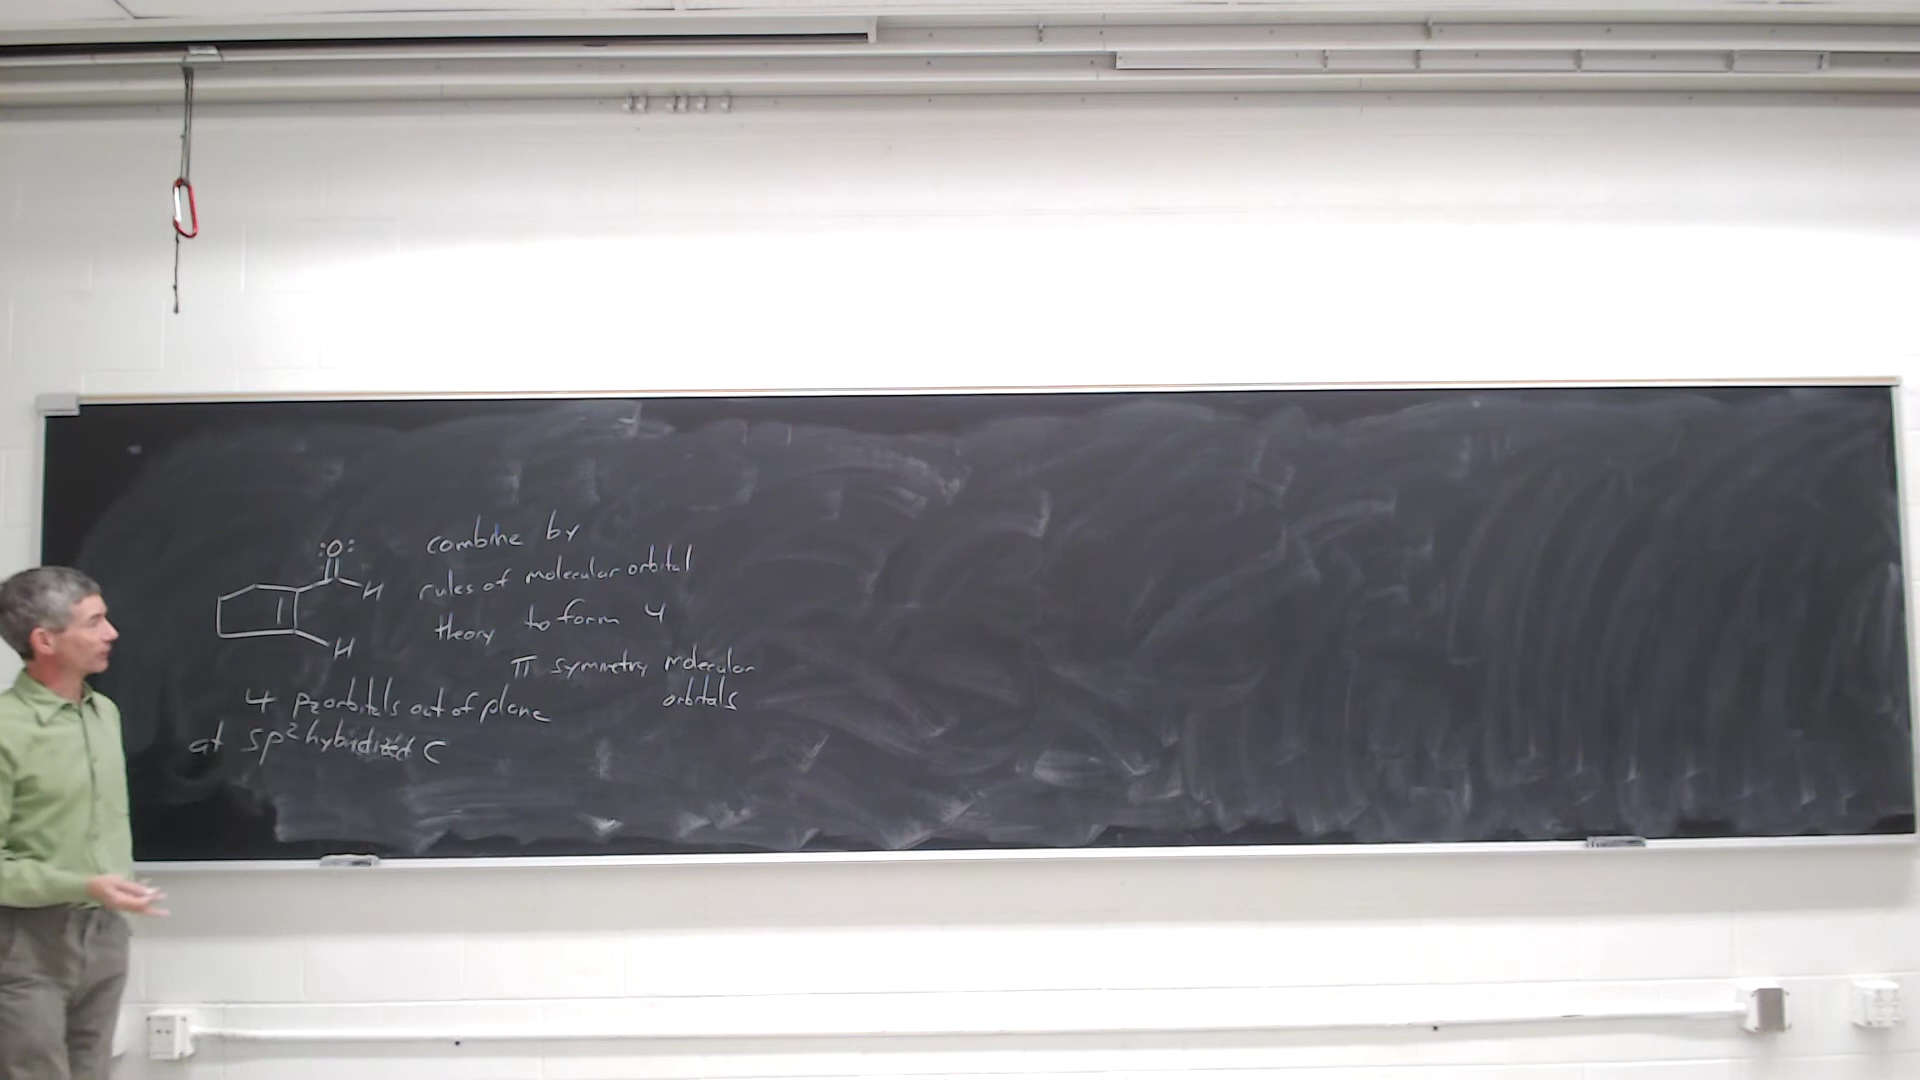 :O:
H
H
combine by
rules of molecular orbital
theory to form 4
π symmetry molecular
orbitals
4 pz orbitals out of plane
at sp² hybridized C